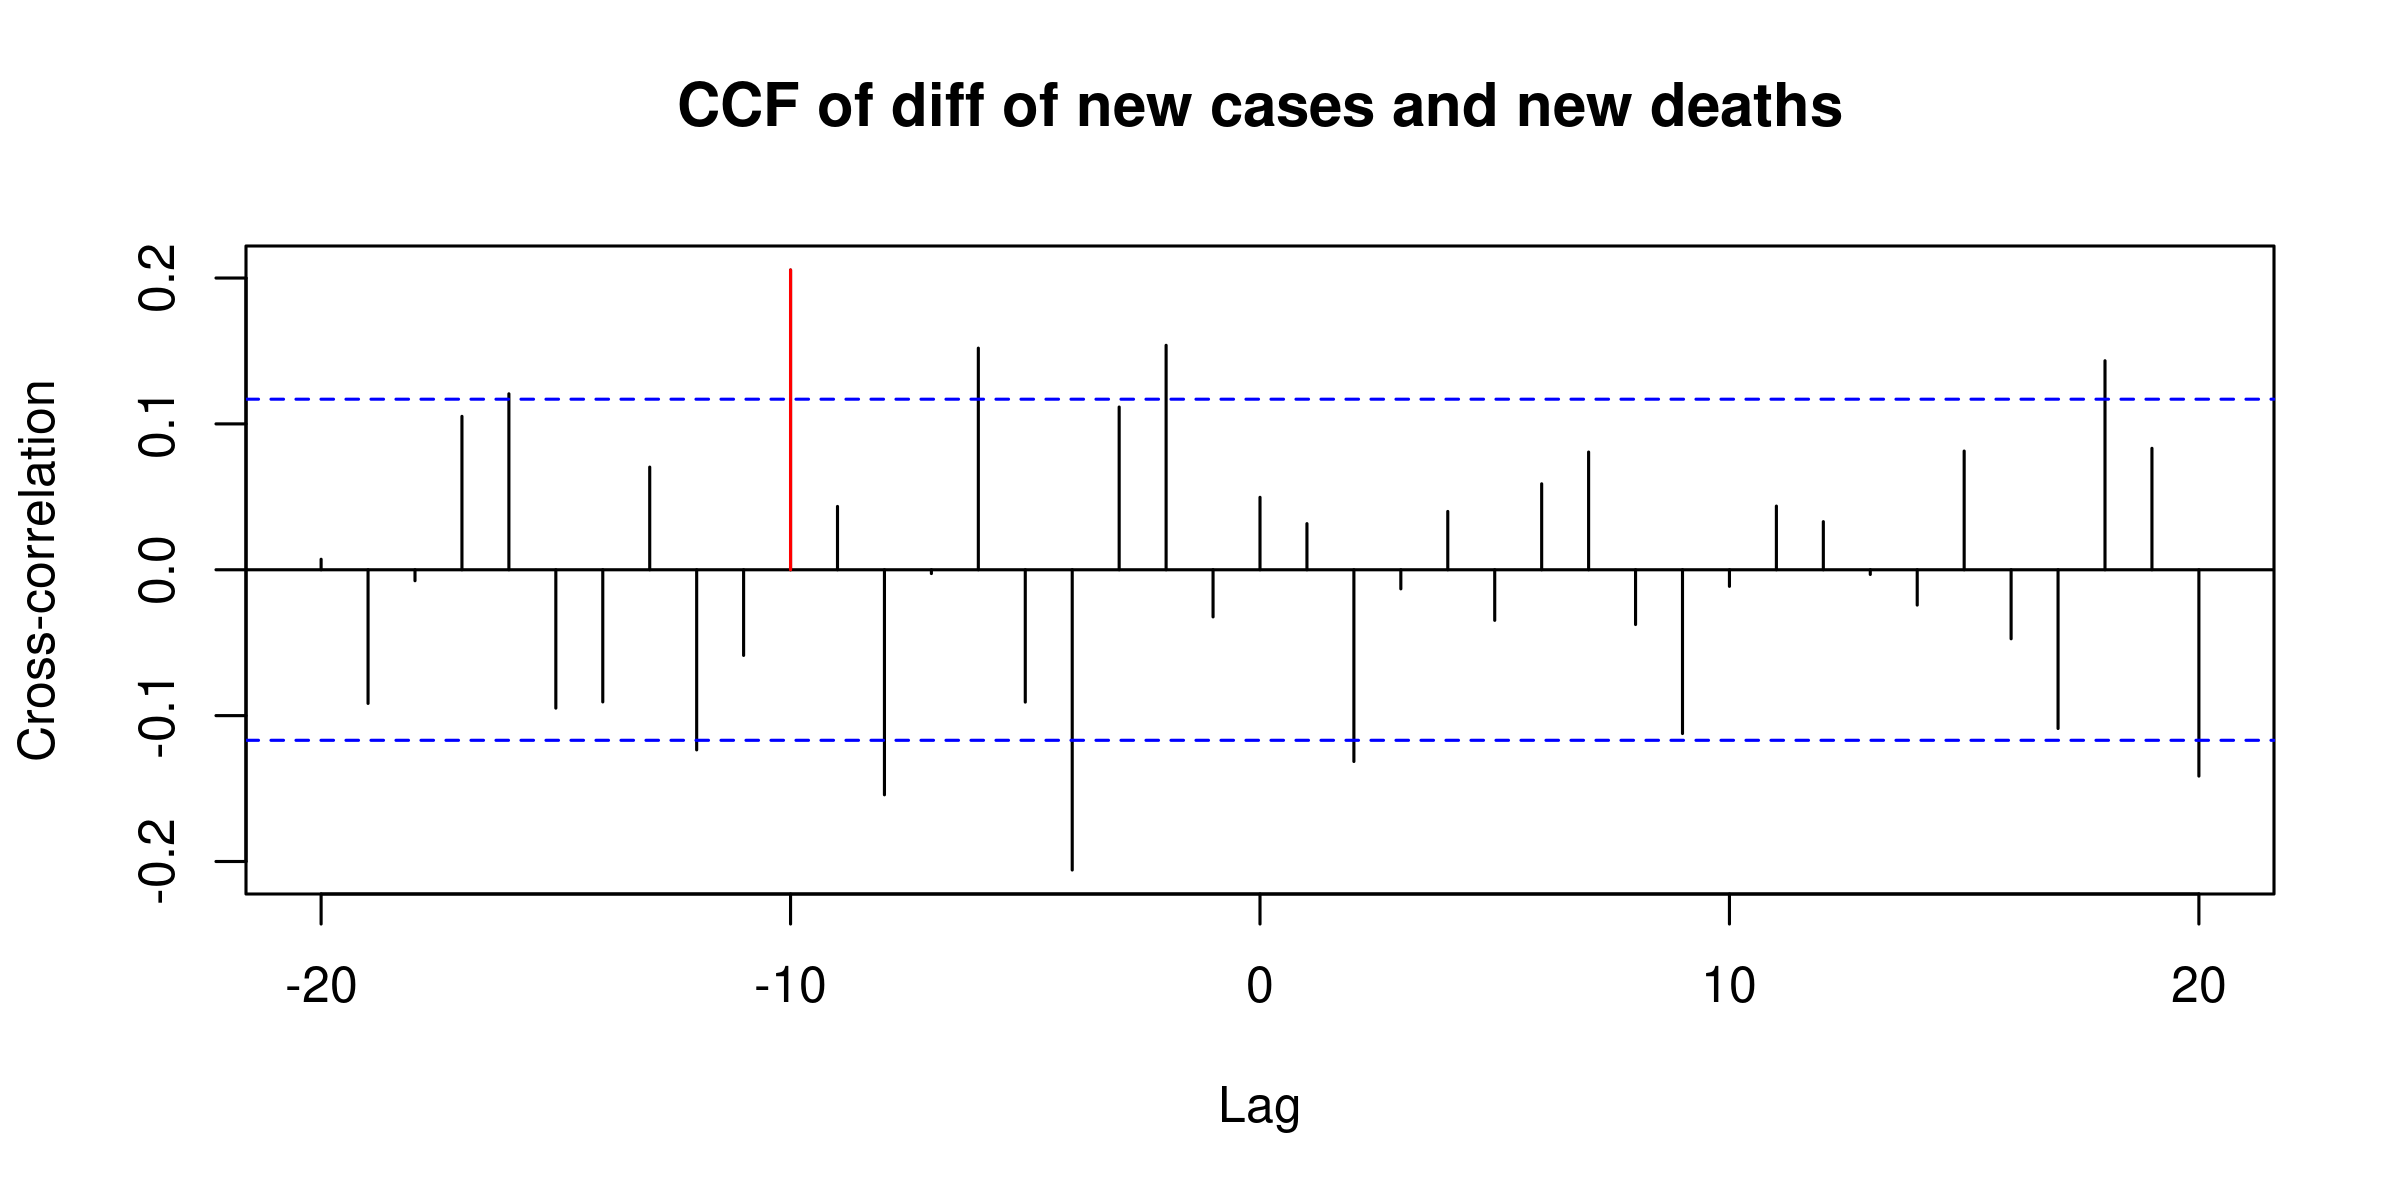 CCF of diff of new cases and new deaths
Cross-correlation
0.2
0.1
0.0
-0.1
-0.2
-20 -10 0 10 20
Lag